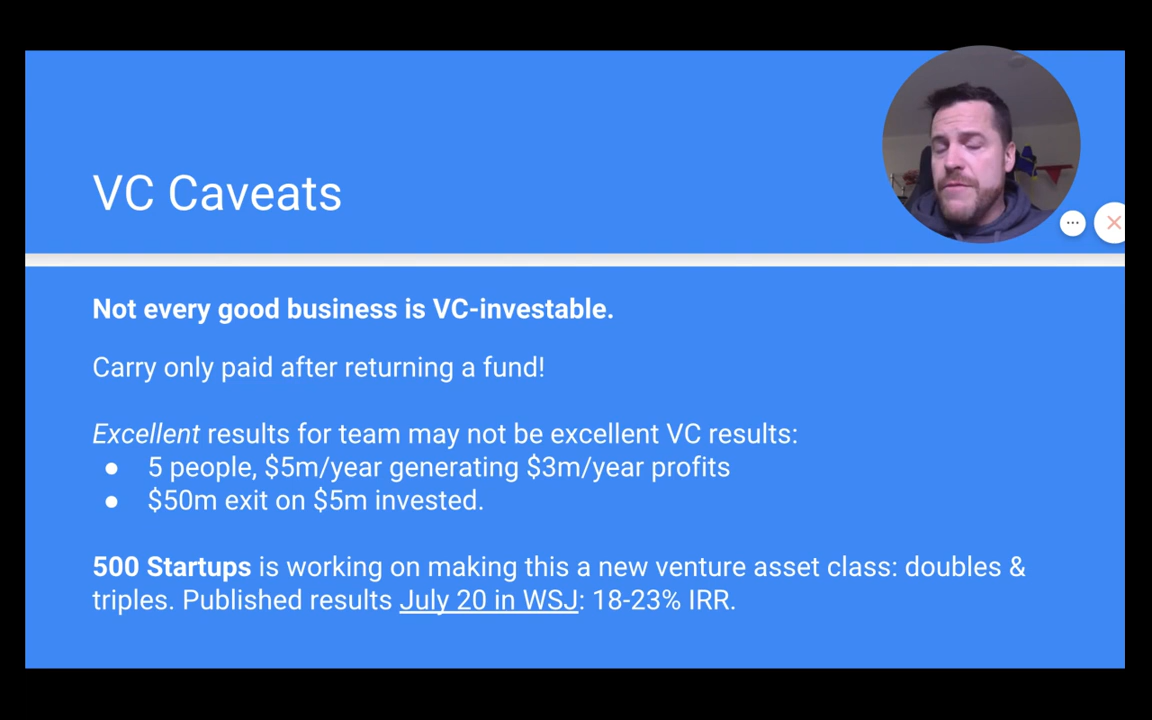 VC Caveats
Not every good business is VC-investable.
Carry only paid after returning a fund!
Excellent results for team may not be excellent VC results:
● 5 people, $5m/year generating $3m/year profits
● $50m exit on $5m invested.
500 Startups is working on making this a new venture asset class: doubles &
triples. Published results July 20 in WSJ: 18-23% IRR.